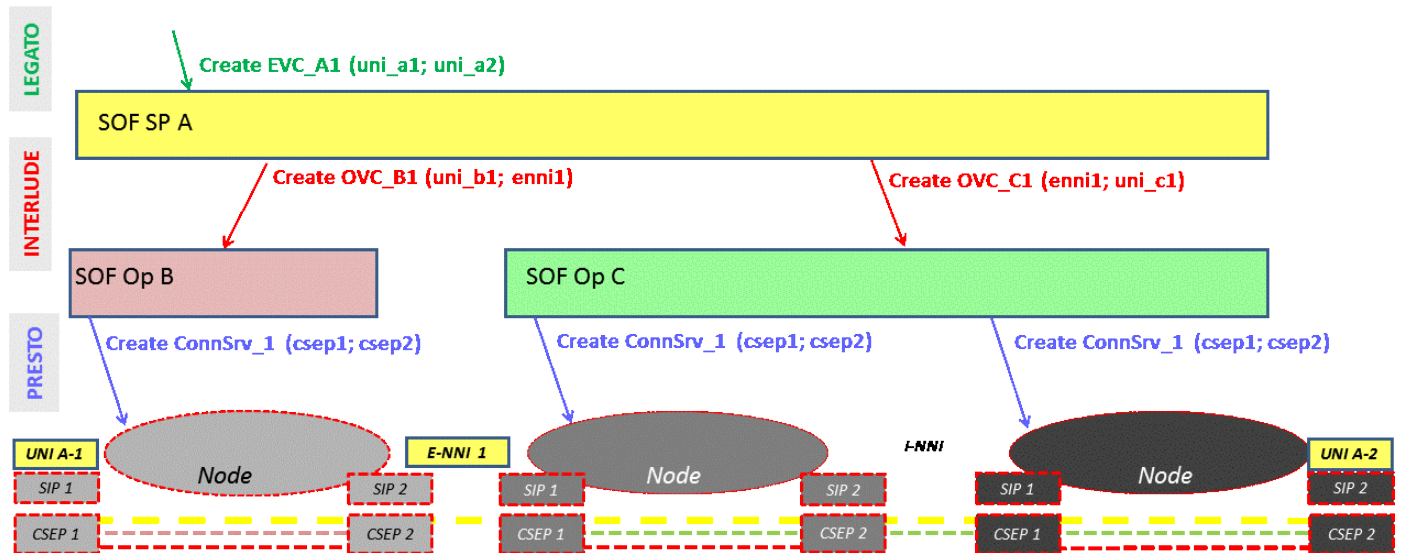 LEGATO
Create EVC_A1 (uni_a1; uni_a2)
SOF SP A
INTERLUDE
Create OVC_B1 (uni_b1; enni1)
Create OVC_C1 (enni1; uni_c1)
SOF Op B
SOF Op C
PRESTO
Create ConnSrv_1 (csep1; csep2)
Create ConnSrv_1 (csep1; csep2)
Create ConnSrv_1 (csep1; csep2)
UNI A-1
Node
E-NNI 1
Node
i-NNI
Node
UNI A-2
SIP 1
SIP 2
SIP 1
SIP 2
SIP 1
SIP 2
CSEP 1
CSEP 2
CSEP 1
CSEP 2
CSEP 1
CSEP 2